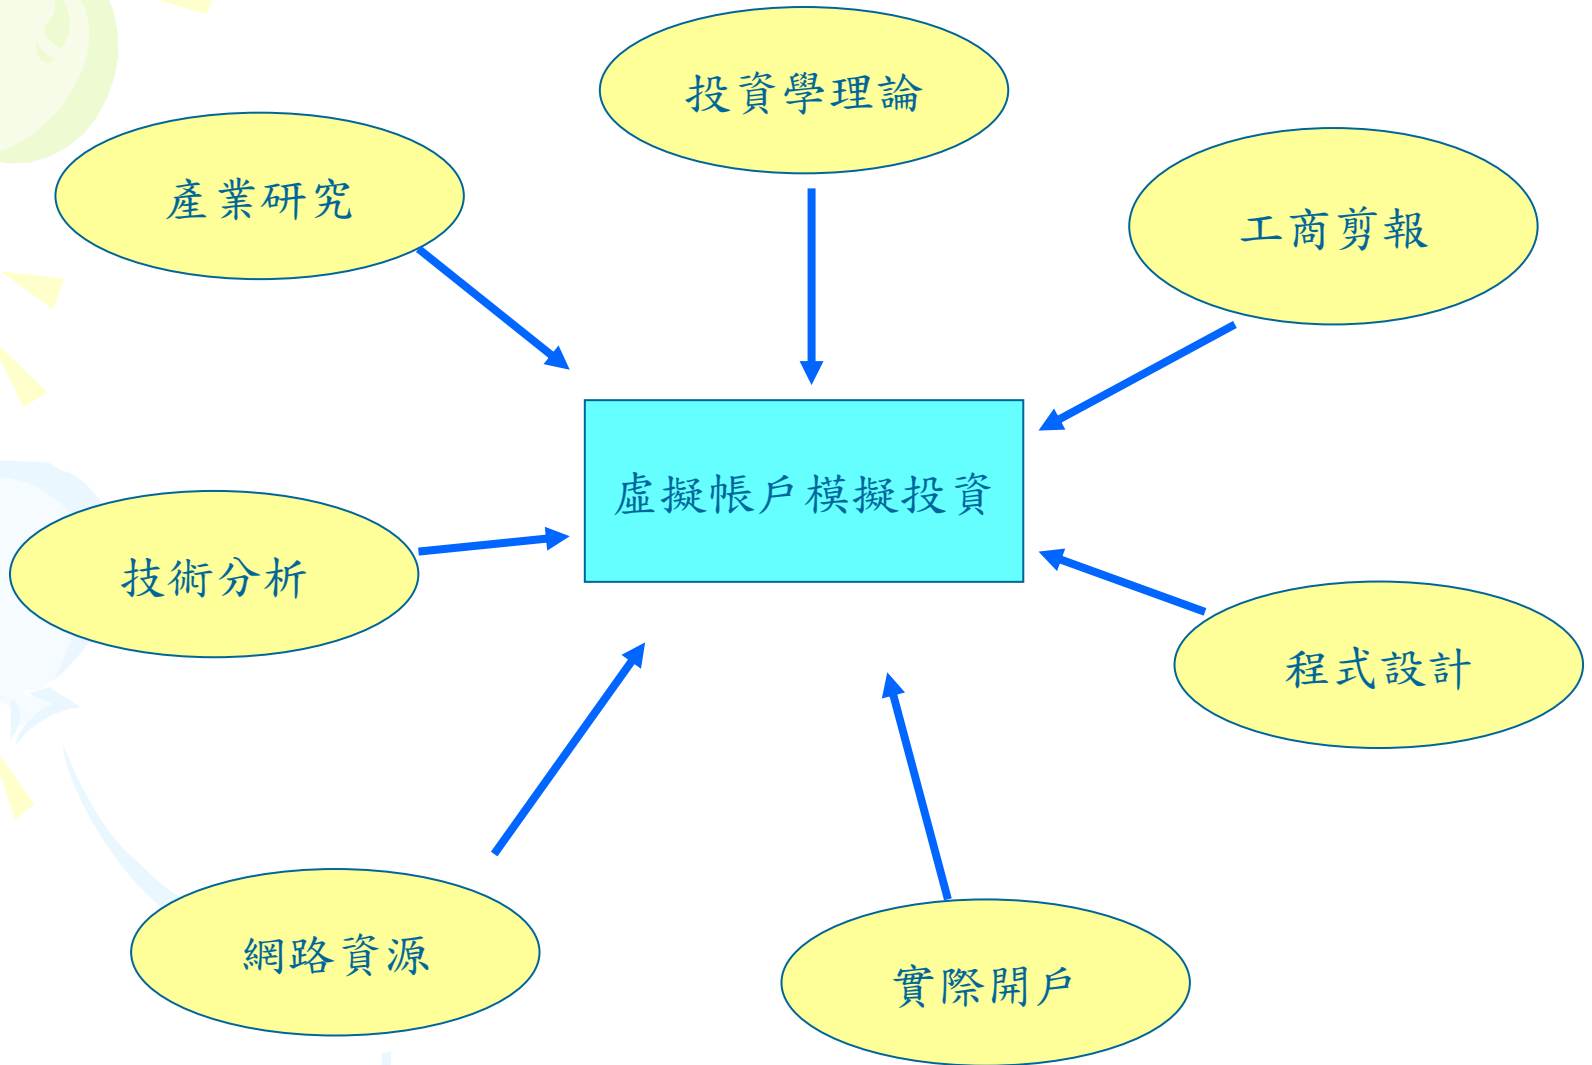 投資學理論
產業研究
工商剪報
虛擬帳戶模擬投資
技術分析
程式設計
網路資源
實際開戶